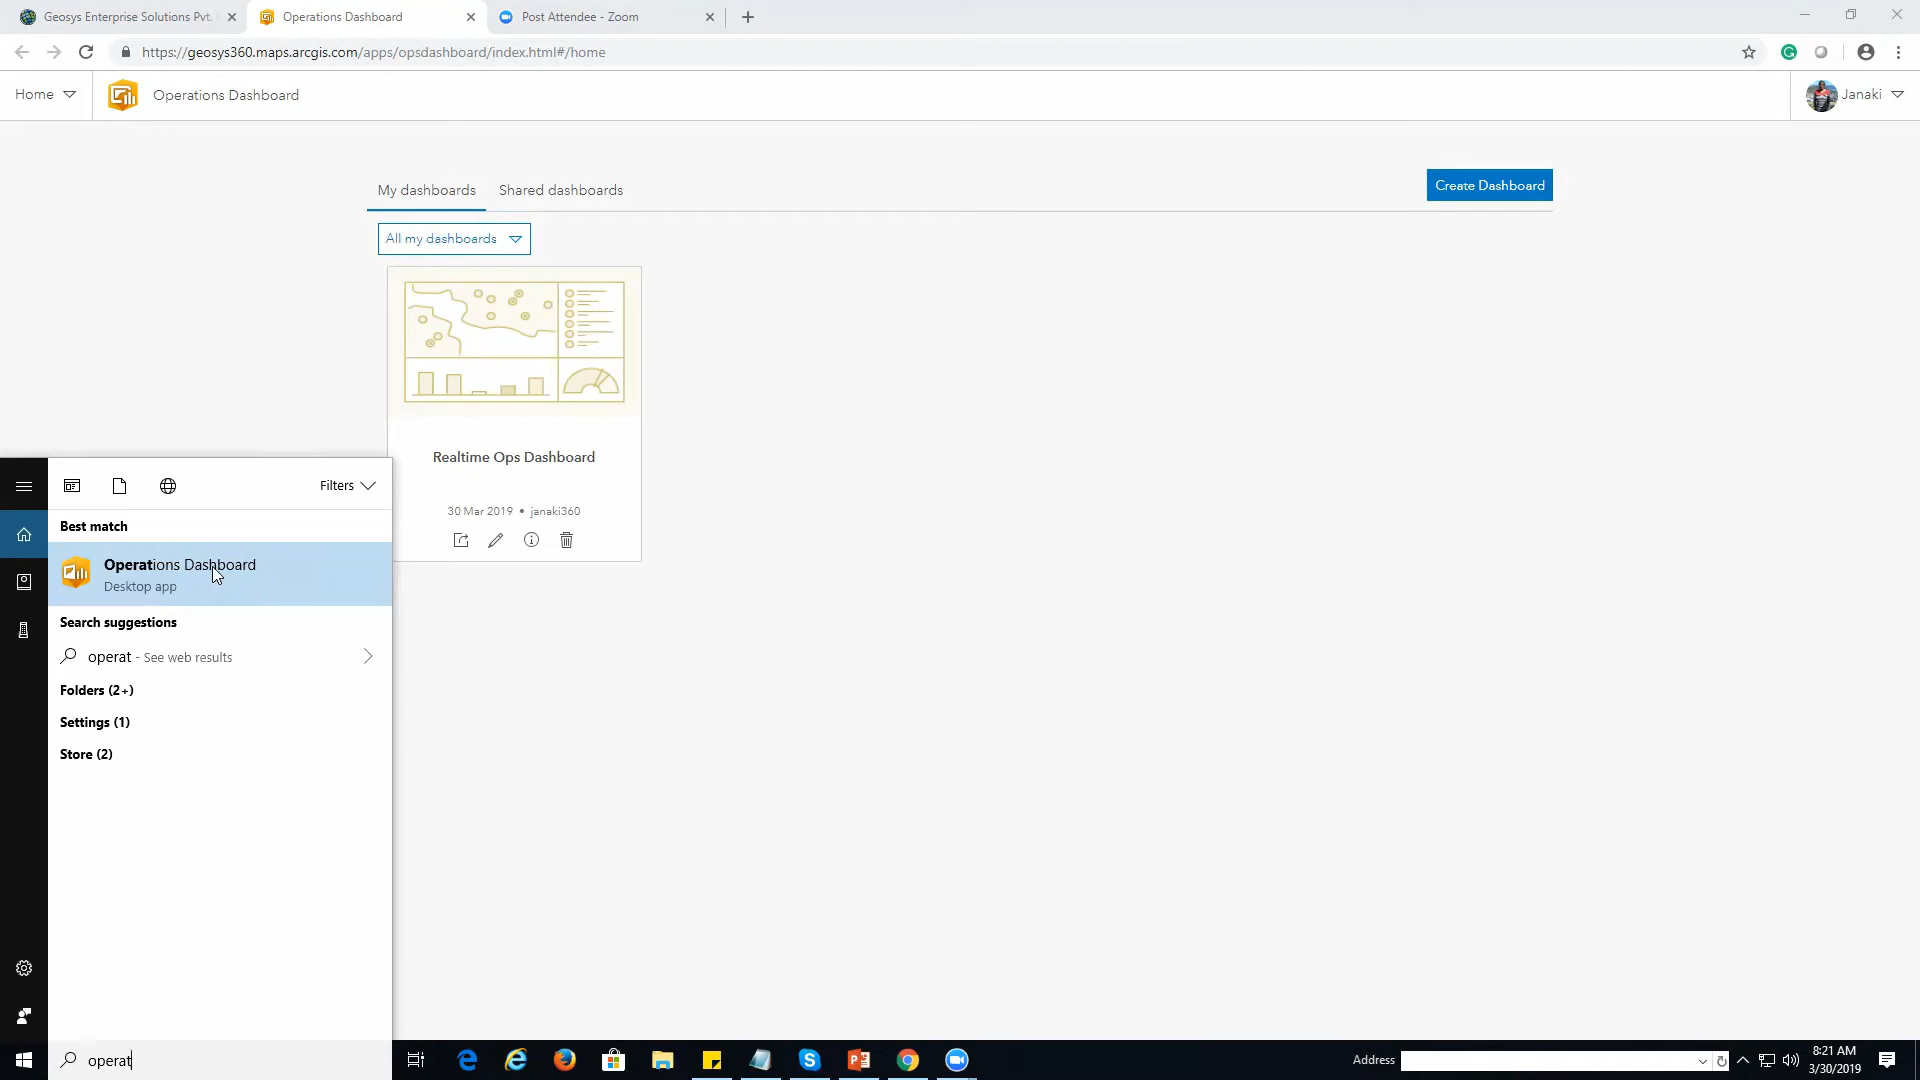 Geosys Enterprise Solutions Pvt.
Operations Dashboard
Post Attendee - Zoom
https://geosys360.maps.arcgis.com/apps/opsdashboard/index.html#/home
Home
Operations Dashboard
Janaki
My dashboards
Shared dashboards
Create Dashboard
All my dashboards
Realtime Ops Dashboard
30 Mar 2019 • janaki360
Filters
Best match
Operations Dashboard
Desktop app
Search suggestions
operat - See web results
Folders (2+)
Settings (1)
Store (2)
operat
Address
8:21 AM
3/30/2019